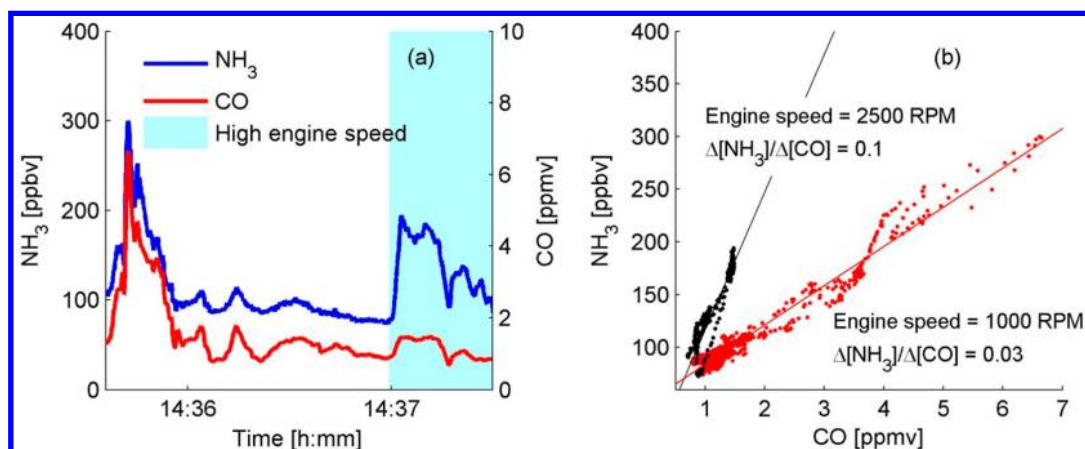 400
300
200
100
0
NH₃ [ppbv]
NH₃
CO
High engine speed
(a)
10
8
6
4
2
0
CO [ppmv]
14:36
14:37
Time [h:mm]
400
350
300
250
200
150
100
NH₃ [ppbv]
(b)
Engine speed = 2500 RPM
Δ[NH₃]/Δ[CO] = 0.1
Engine speed = 1000 RPM
Δ[NH₃]/Δ[CO] = 0.03
1 2 3 4 5 6 7
CO [ppmv]